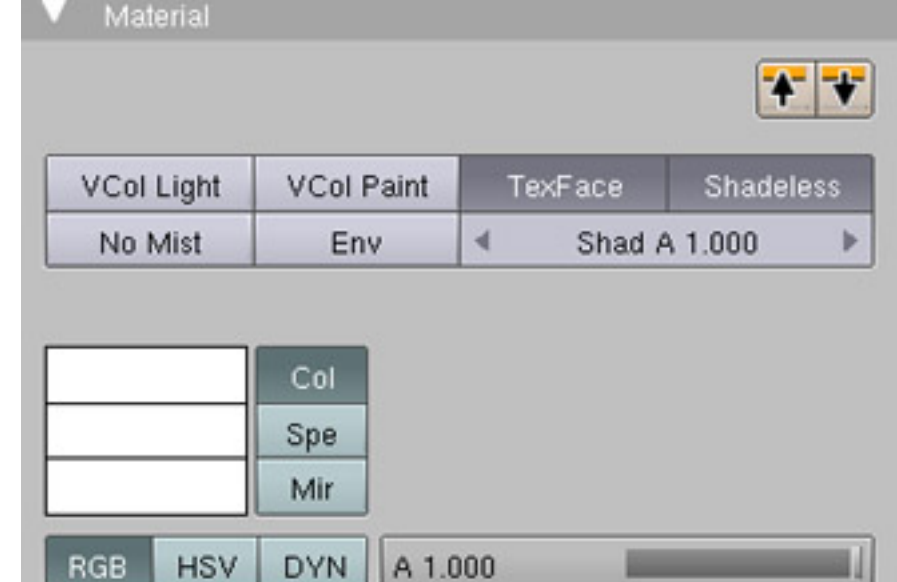 Material
VCol Light VCol Paint TexFace Shadeless
No Mist Env Shad A 1.000
Col
Spe
Mir
RGB HSV DYN A 1.000